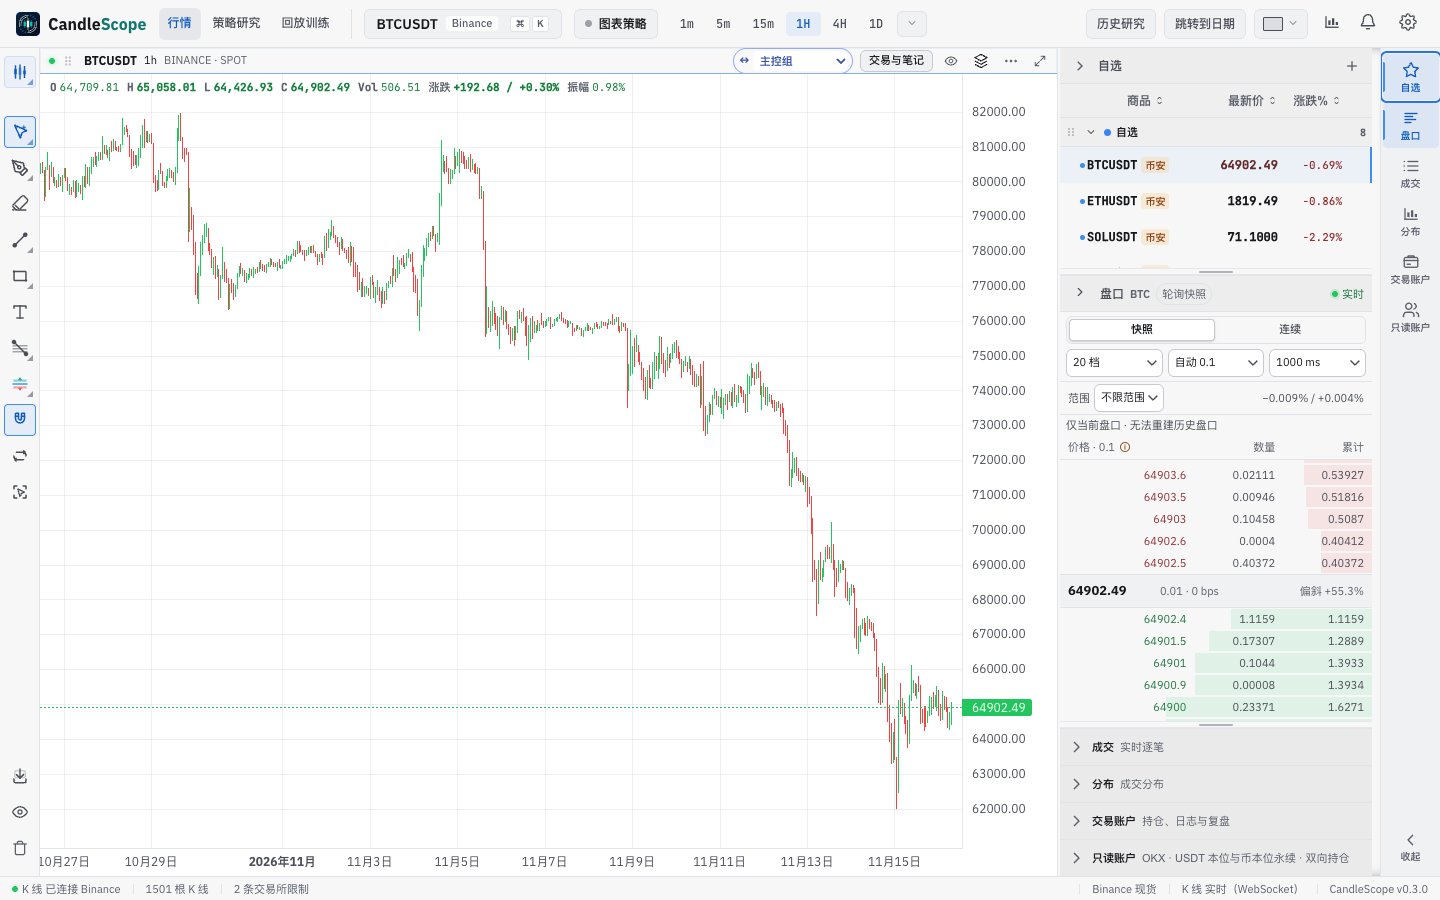 CandleScope 行情 策略研究 回放训练 BTCUSDT Binance ⌘ K 图表策略 1m 5m 15m 1H 4H 1D 历史研究 跳转到日期
BTCUSDT 1h BINANCE · SPOT 主控组 交易与笔记
O 64,709.81 H 65,058.01 L 64,426.93 C 64,902.49 Vol 506.51 涨跌 +192.68 / +0.30% 振幅 0.98%
82000.00
81000.00
80000.00
79000.00
78000.00
77000.00
76000.00
75000.00
74000.00
73000.00
72000.00
71000.00
70000.00
69000.00
68000.00
67000.00
66000.00
64902.49
64000.00
63000.00
62000.00
10月27日 10月29日 2026年11月 11月3日 11月5日 11月7日 11月9日 11月11日 11月13日 11月15日
自选
商品 最新价 涨跌%
自选 8
BTCUSDT 币安 64902.49 -0.69%
ETHUSDT 币安 1819.49 -0.86%
SOLUSDT 币安 71.1000 -2.29%
盘口 BTC 轮询快照 实时
快照 连续
20 档 自动 0.1 1000 ms
范围 不限范围 −0.009% / +0.004%
仅当前盘口 · 无法重建历史盘口
价格 · 0.1 数量 累计
64903.6 0.02111 0.53927
64903.5 0.00946 0.51816
64903 0.10458 0.5087
64902.6 0.0004 0.40412
64902.5 0.40372 0.40372
64902.49 0.01 · 0 bps 偏斜 +55.3%
64902.4 1.1159 1.1159
64901.5 0.17307 1.2889
64901 0.1044 1.3933
64900.9 0.00008 1.3934
64900 0.23371 1.6271
成交 实时逐笔
分布 成交分布
交易账户 持仓、日志与复盘
只读账户 OKX · USDT 本位与币本位永续 · 双向持仓
自选
盘口
成交
分布
交易账户
只读账户
收起
K 线 已连接 Binance 1501 根 K 线 2 条交易所限制 Binance 现货 K 线 实时（WebSocket） CandleScope v0.3.0